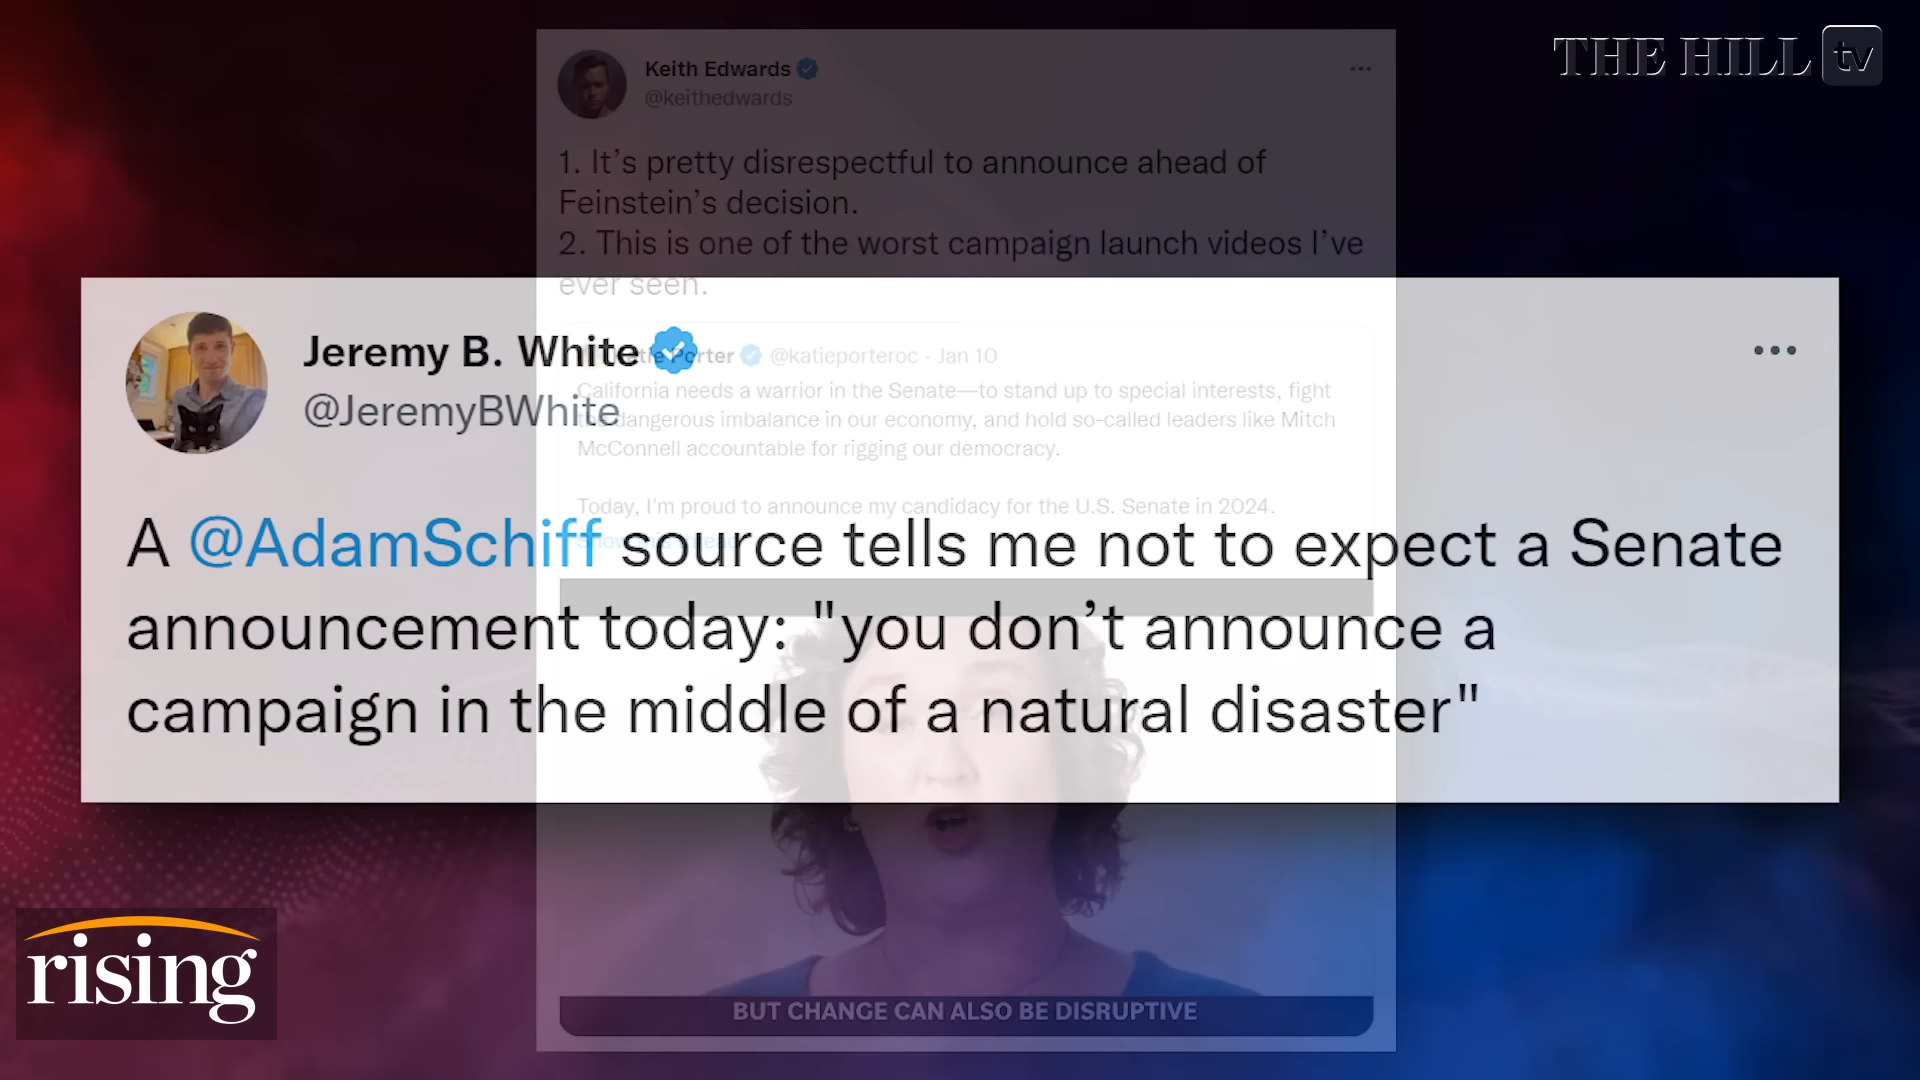 THE HILL tv
Keith Edwards
@keithedwards
1. It’s pretty disrespectful to announce ahead of
Feinstein’s decision.
2. This is one of the worst campaign launch videos I’ve
ever seen.
Jeremy B. White
@JeremyBWhite
A @AdamSchiff source tells me not to expect a Senate
announcement today: "you don’t announce a
campaign in the middle of a natural disaster"
Porter @katieporteroc · Jan 10
California needs a warrior in the Senate—to stand up to special interests, fight
the dangerous imbalance in our economy, and hold so-called leaders like Mitch
McConnell accountable for rigging our democracy.
Today, I'm proud to announce my candidacy for the U.S. Senate in 2024.
BUT CHANGE CAN ALSO BE DISRUPTIVE
rising